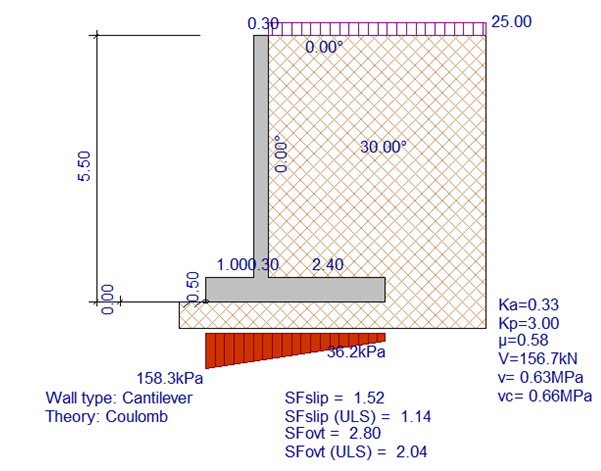 0.30
25.00
0.00°
5.50
0.00°
30.00°
1.000.30 2.40
0.00
0.50
Ka=0.33
Kp=3.00
µ=0.58
V=156.7kN
v= 0.63MPa
vc= 0.66MPa
36.2kPa
158.3kPa
Wall type: Cantilever
Theory: Coulomb
SFslip = 1.52
SFslip (ULS) = 1.14
SFovt = 2.80
SFovt (ULS) = 2.04